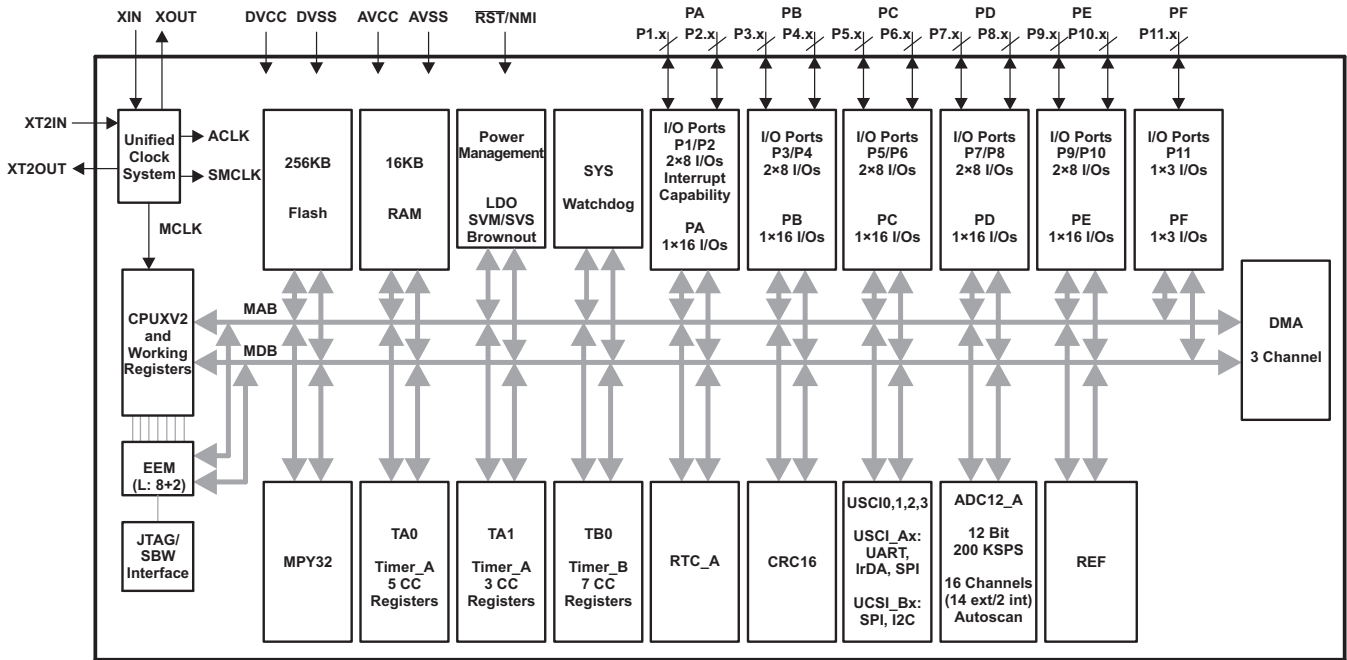 XIN XOUT DVCC DVSS AVCC AVSS RST/NMI PA PB PC PD PE PF
P1.x P2.x P3.x P4.x P5.x P6.x P7.x P8.x P9.x P10.x P11.x
XT2IN
XT2OUT
Unified
Clock
System
ACLK
SMCLK
MCLK
256KB
Flash
16KB
RAM
Power
Management
LDO
SVM/SVS
Brownout
SYS
Watchdog
I/O Ports
P1/P2
2×8 I/Os
Interrupt
Capability
PA
1×16 I/Os
I/O Ports
P3/P4
2×8 I/Os
PB
1×16 I/Os
I/O Ports
P5/P6
2×8 I/Os
PC
1×16 I/Os
I/O Ports
P7/P8
2×8 I/Os
PD
1×16 I/Os
I/O Ports
P9/P10
2×8 I/Os
PE
1×16 I/Os
I/O Ports
P11
1×3 I/Os
PF
1×3 I/Os
CPUXV2
and
Working
Registers
MAB
MDB
DMA
3 Channel
EEM
(L: 8+2)
JTAG/
SBW
Interface
MPY32
TA0
Timer_A
5 CC
Registers
TA1
Timer_A
3 CC
Registers
TB0
Timer_B
7 CC
Registers
RTC_A
CRC16
USCI0,1,2,3
USCI_Ax:
UART,
IrDA, SPI
UCSI_Bx:
SPI, I2C
ADC12_A
12 Bit
200 KSPS
16 Channels
(14 ext/2 int)
Autoscan
REF